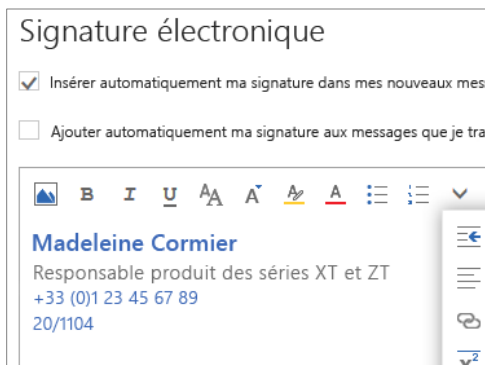 Signature électronique
Insérer automatiquement ma signature dans mes nouveaux mes
Ajouter automatiquement ma signature aux messages que je tra
Madeleine Cormier
Responsable produit des séries XT et ZT
+33 (0)1 23 45 67 89
20/1104